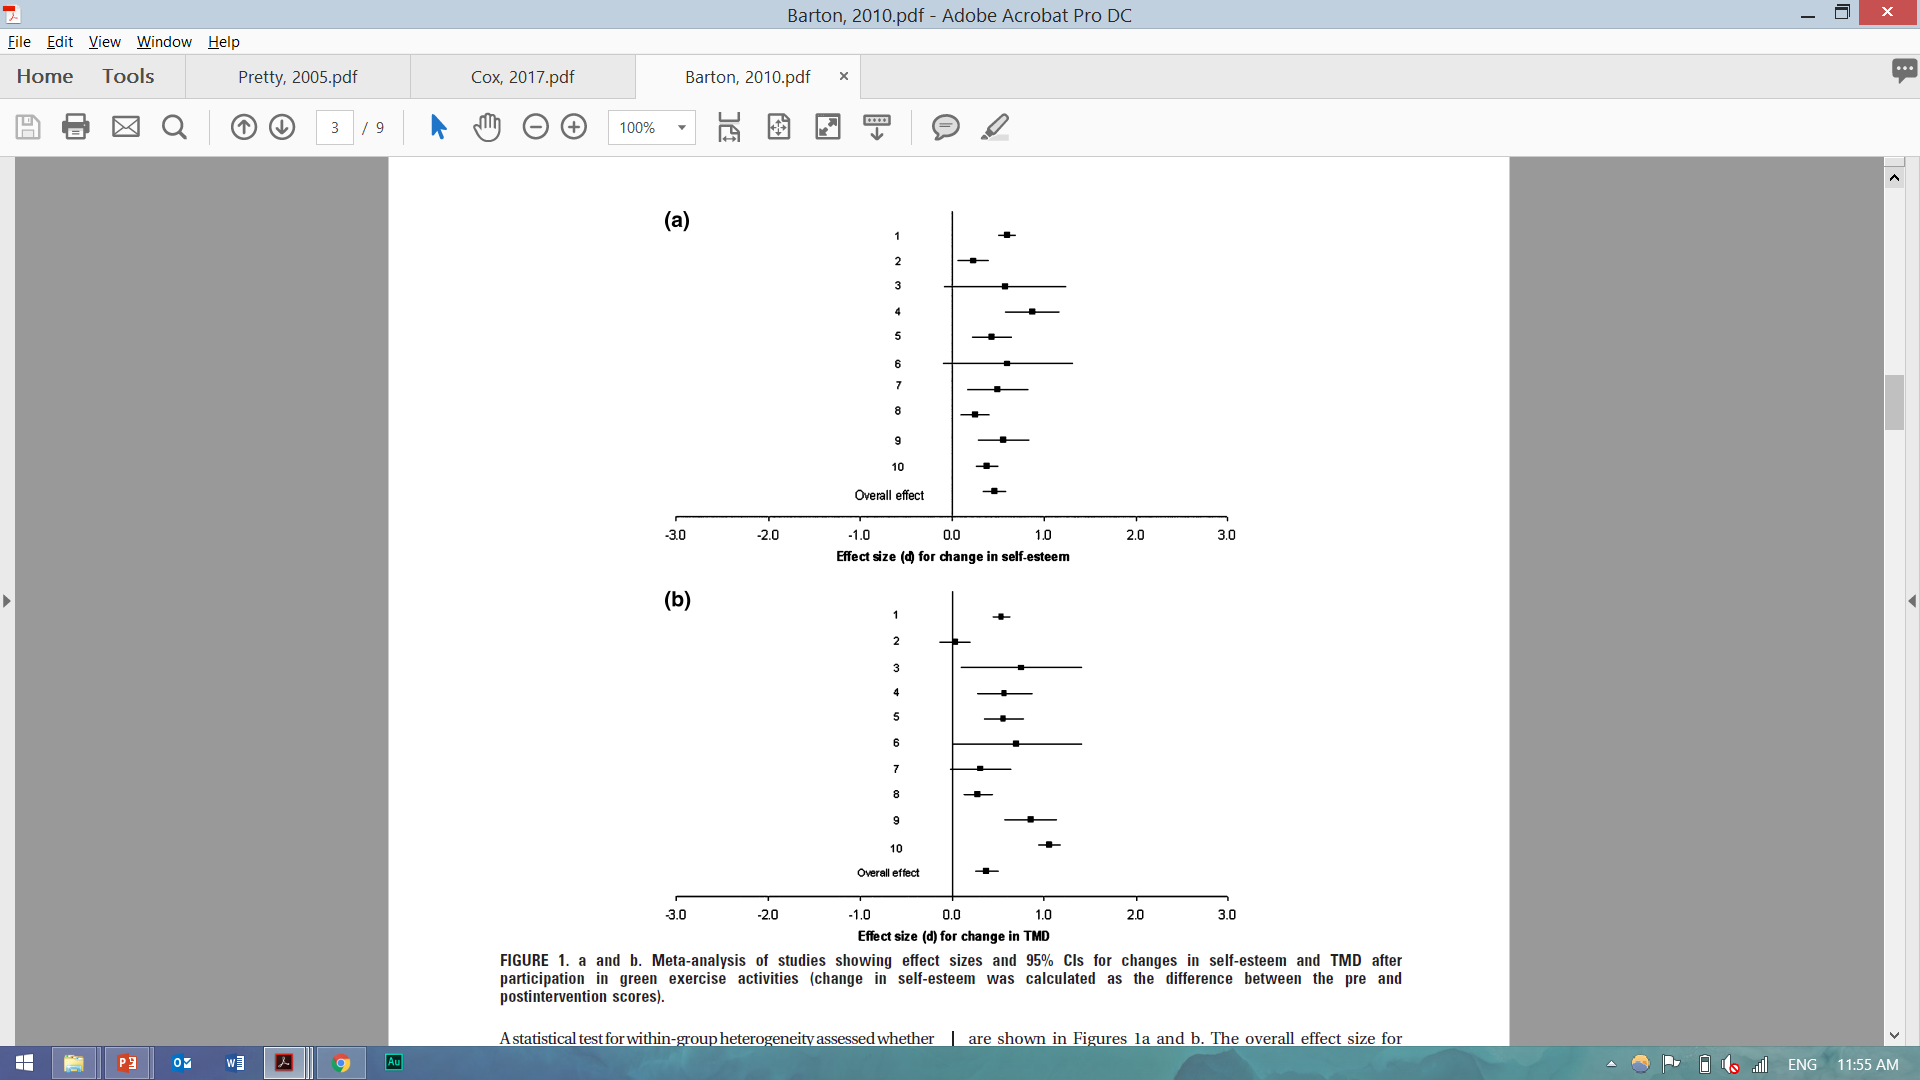 Barton, 2010.pdf - Adobe Acrobat Pro DC
File Edit View Window Help
Home Tools Pretty, 2005.pdf Cox, 2017.pdf Barton, 2010.pdf
3 / 9 100%
(a)
1
2
3
4
5
6
7
8
9
10
Overall effect
-3.0 -2.0 -1.0 0.0 1.0 2.0 3.0
Effect size (d) for change in self-esteem
(b)
1
2
3
4
5
6
7
8
9
10
Overall effect
-3.0 -2.0 -1.0 0.0 1.0 2.0 3.0
Effect size (d) for change in TMD
FIGURE 1. a and b. Meta-analysis of studies showing effect sizes and 95% CIs for changes in self-esteem and TMD after
participation in green exercise activities (change in self-esteem was calculated as the difference between the pre and
postintervention scores).
A statistical test for within-group heterogeneity assessed whether
are shown in Figures 1a and b. The overall effect size for
ENG 11:55 AM